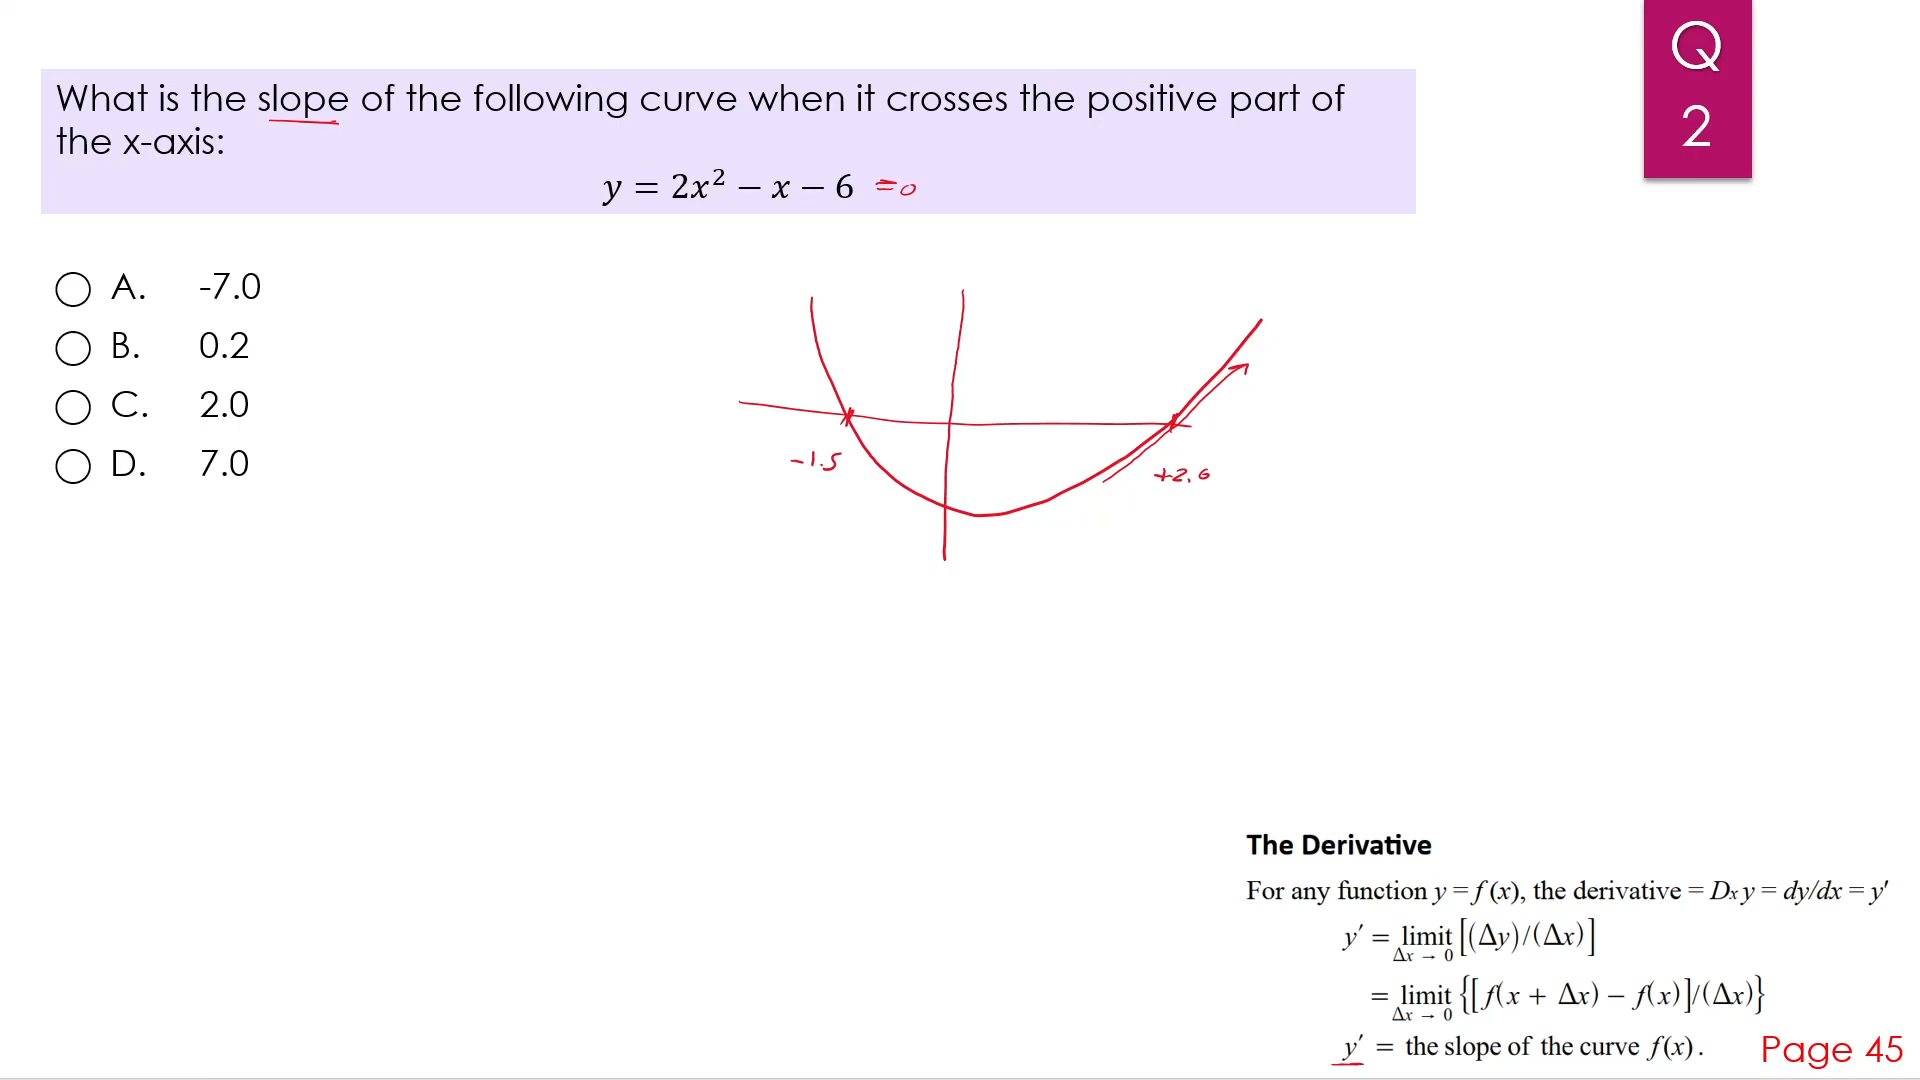 Q
2
What is the slope of the following curve when it crosses the positive part of
the x-axis:
y = 2x² − x − 6 =0
A. -7.0
B. 0.2
C. 2.0
D. 7.0
-1.5
+2.0
The Derivative
For any function y = f (x), the derivative = Dₓ y = dy/dx = y′
y′ = limit [(Δy)/(Δx)]
Δx → 0
= limit {[ f(x + Δx) – f(x)]/(Δx)}
Δx → 0
y′ = the slope of the curve f(x).
Page 45